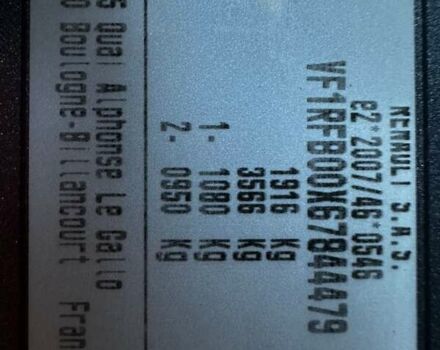 RENAULT S.A.S.
e2*2007/46*0546
VF1RFB00X67844479
1916 kg
3566 kg
1- 1080 kg
2- 0950 kg
Quai Alphonse Le Gallo
Boulogne-Billancourt Fran